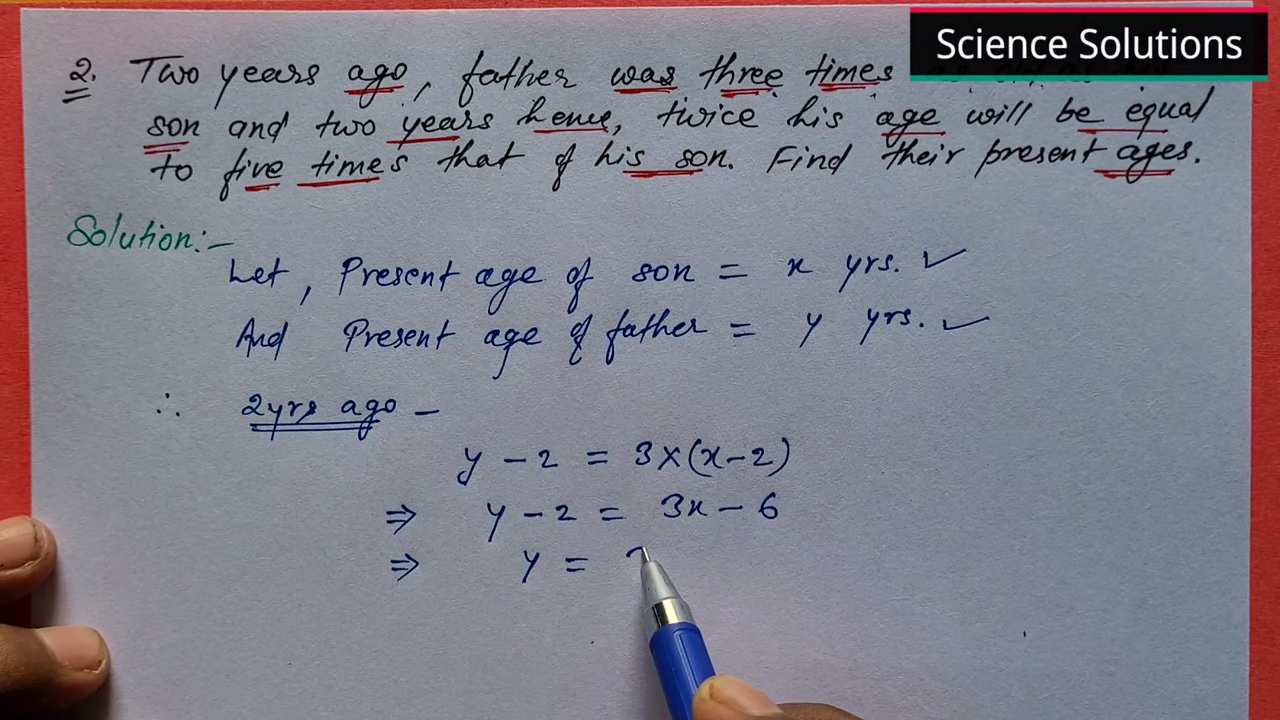 Science Solutions
2. Two years ago, father was three times
son and two years hence, twice his age will be equal
to five times that of his son. Find their present ages.
Solution:-
Let, Present age of son = x yrs. ✓
And Present age of father = y yrs. ✓
∴ 2yrs ago -
y - 2 = 3×(x-2)
⇒ y - 2 = 3x - 6
⇒ y =